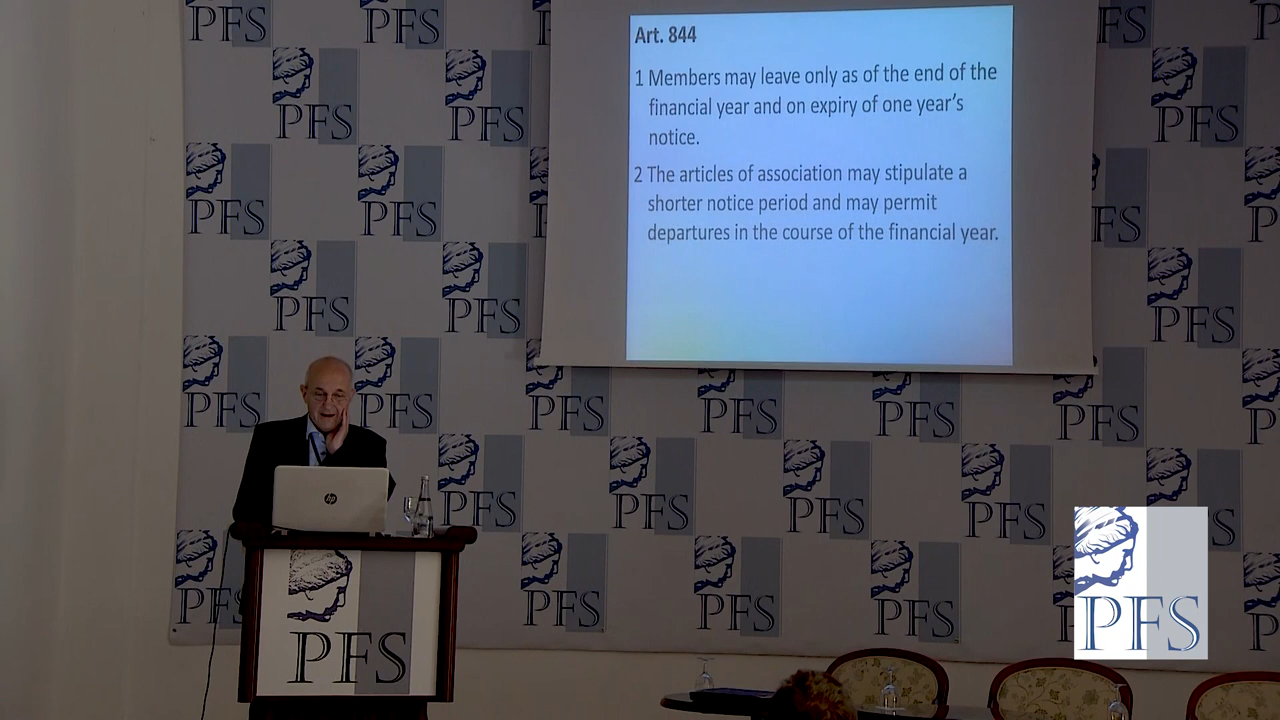 Art. 844
1 Members may leave only as of the end of the
financial year and on expiry of one year's
notice.
2 The articles of association may stipulate a
shorter notice period and may permit
departures in the course of the financial year.
hp
PFS
PFS